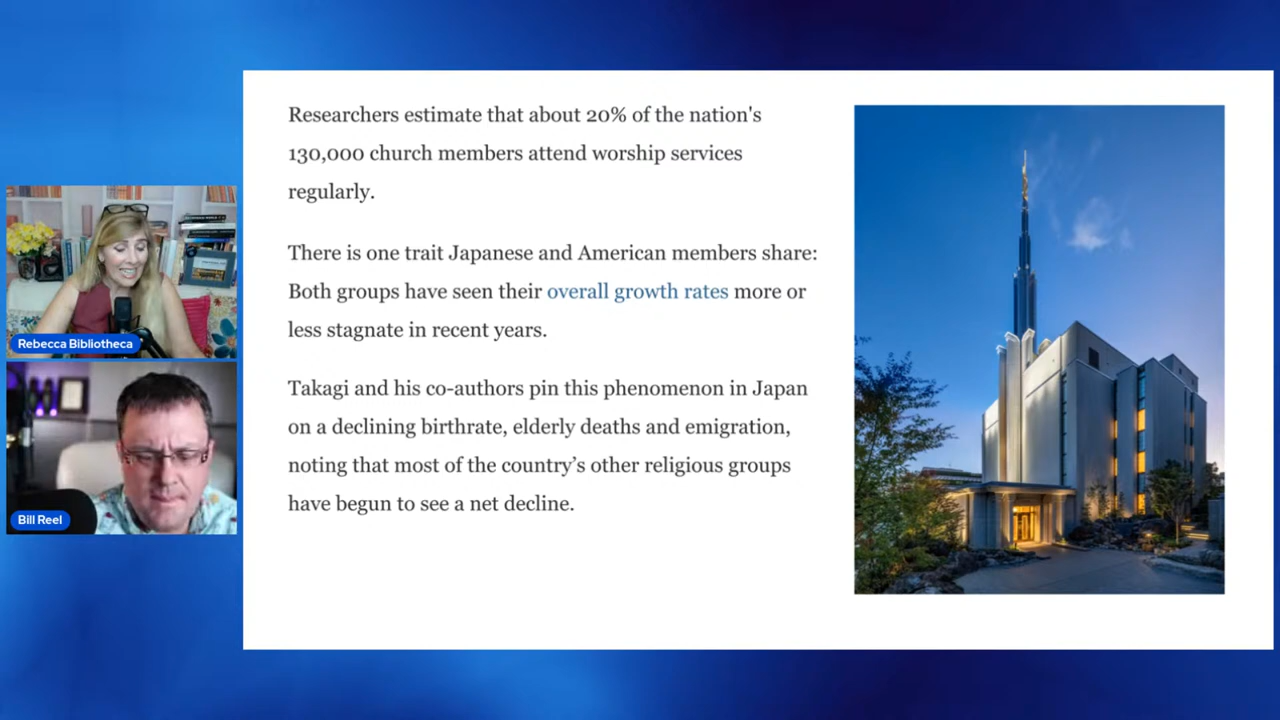 Researchers estimate that about 20% of the nation's
130,000 church members attend worship services
regularly.
There is one trait Japanese and American members share:
Both groups have seen their overall growth rates more or
less stagnate in recent years.
Takagi and his co-authors pin this phenomenon in Japan
on a declining birthrate, elderly deaths and emigration,
noting that most of the country’s other religious groups
have begun to see a net decline.
Rebecca Bibliotheca
Bill Reel